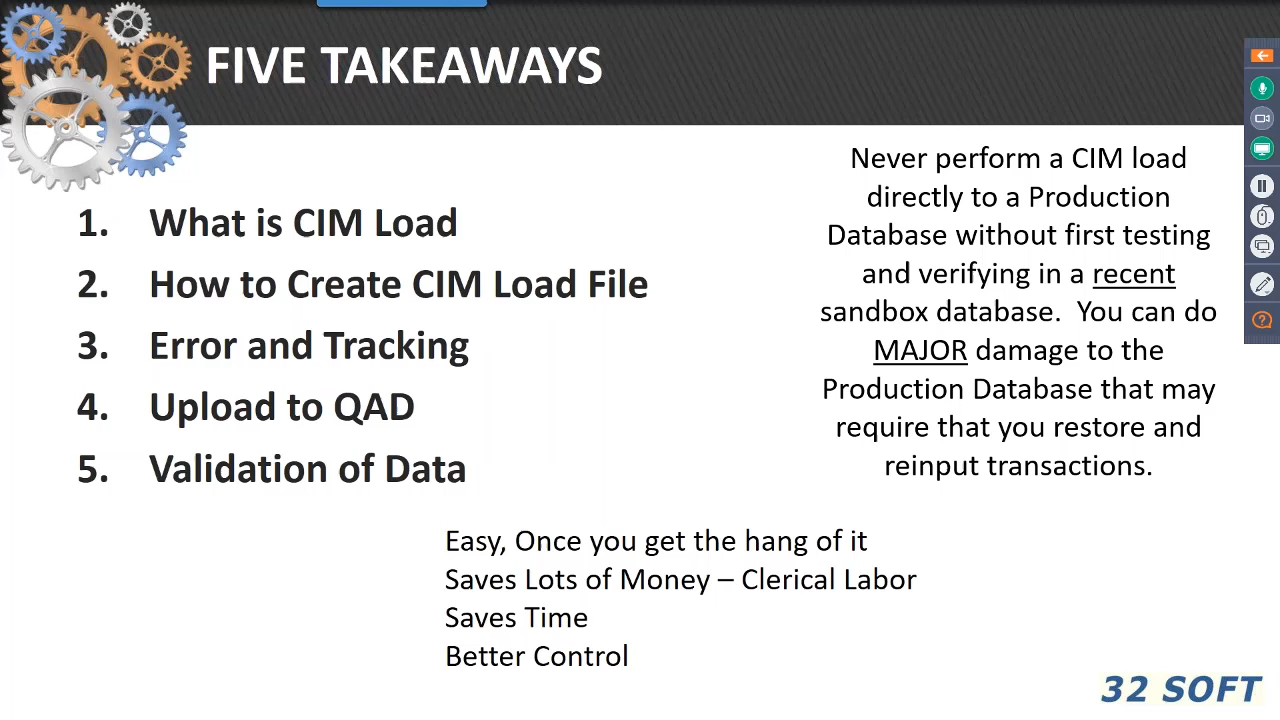 FIVE TAKEAWAYS
1. What is CIM Load
2. How to Create CIM Load File
3. Error and Tracking
4. Upload to QAD
5. Validation of Data
Never perform a CIM load
directly to a Production
Database without first testing
and verifying in a recent
sandbox database.  You can do
MAJOR damage to the
Production Database that may
require that you restore and
reinput transactions.
Easy, Once you get the hang of it
Saves Lots of Money – Clerical Labor
Saves Time
Better Control
32 SOFT